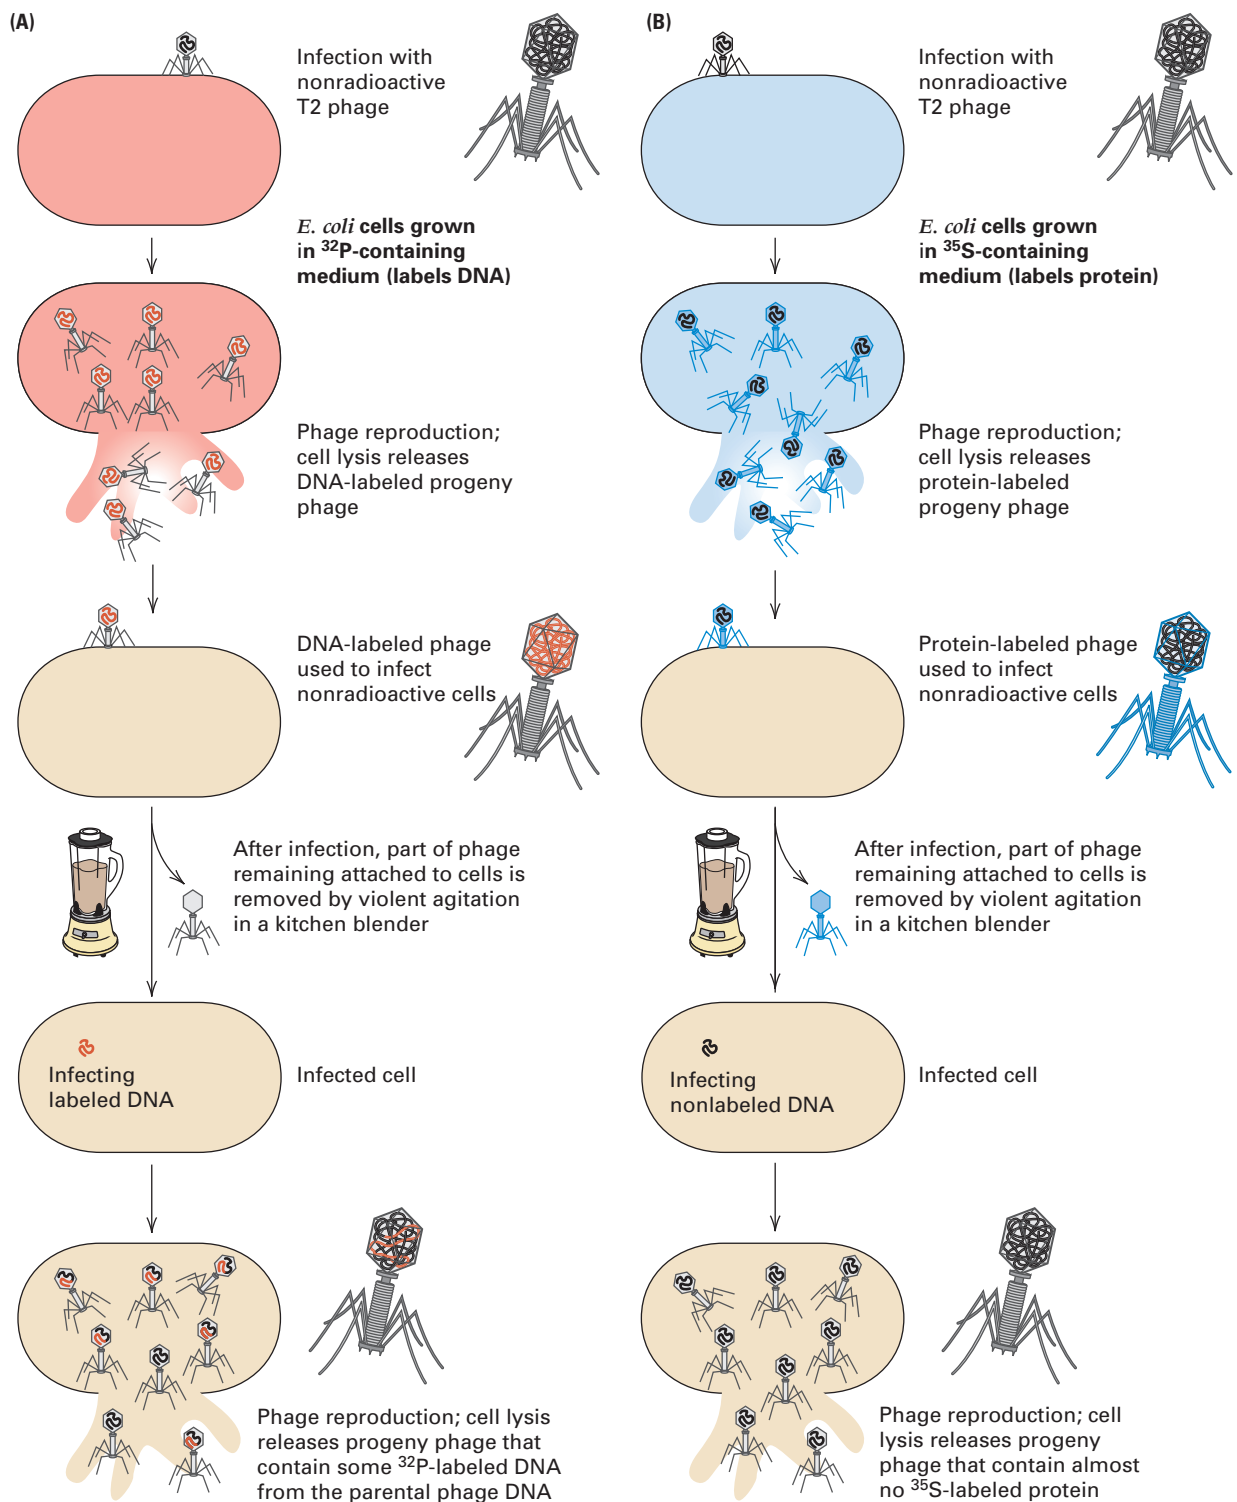 (A)
Infection with
nonradioactive
T2 phage
E. coli cells grown
in ³²P-containing
medium (labels DNA)
Phage reproduction;
cell lysis releases
DNA-labeled progeny
phage
DNA-labeled phage
used to infect
nonradioactive cells
After infection, part of phage
remaining attached to cells is
removed by violent agitation
in a kitchen blender
Infecting
labeled DNA
Infected cell
Phage reproduction; cell lysis
releases progeny phage that
contain some ³²P-labeled DNA
from the parental phage DNA
(B)
Infection with
nonradioactive
T2 phage
E. coli cells grown
in ³⁵S-containing
medium (labels protein)
Phage reproduction;
cell lysis releases
protein-labeled
progeny phage
Protein-labeled phage
used to infect
nonradioactive cells
After infection, part of phage
remaining attached to cells is
removed by violent agitation
in a kitchen blender
Infecting
nonlabeled DNA
Infected cell
Phage reproduction; cell
lysis releases progeny
phage that contain almost
no ³⁵S-labeled protein